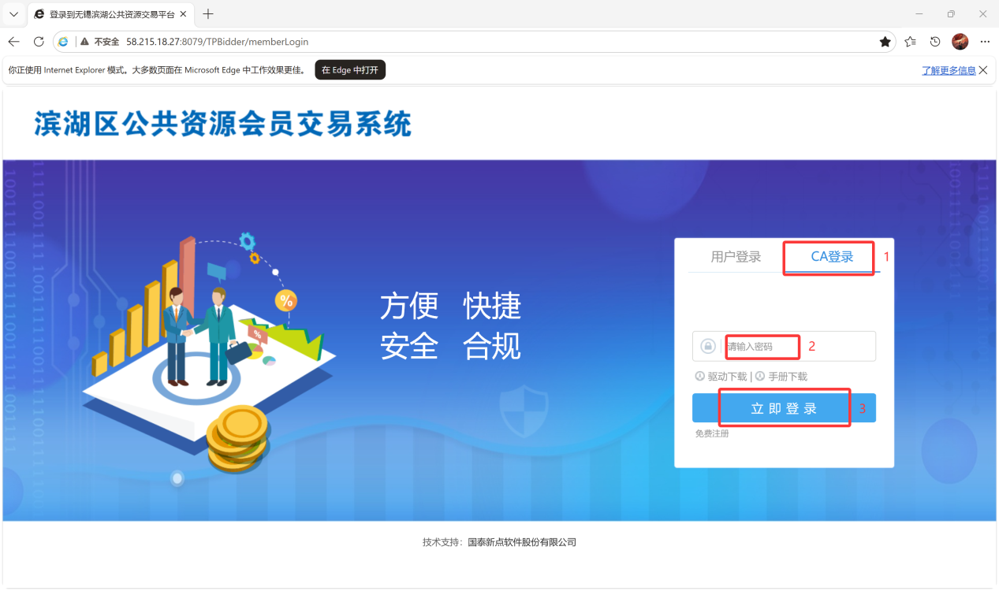 登录到无锡滨湖公共资源交易平台
不安全 58.215.18.27:8079/TPBidder/memberLogin
你正使用 Internet Explorer 模式。大多数页面在 Microsoft Edge 中工作效果更佳。 在 Edge 中打开 了解更多信息
滨湖区公共资源会员交易系统
方便 快捷
安全 合规
%
%
用户登录 CA登录 1
请输入密码 2
驱动下载 | 手册下载
立即登录 3
免费注册
技术支持：国泰新点软件股份有限公司